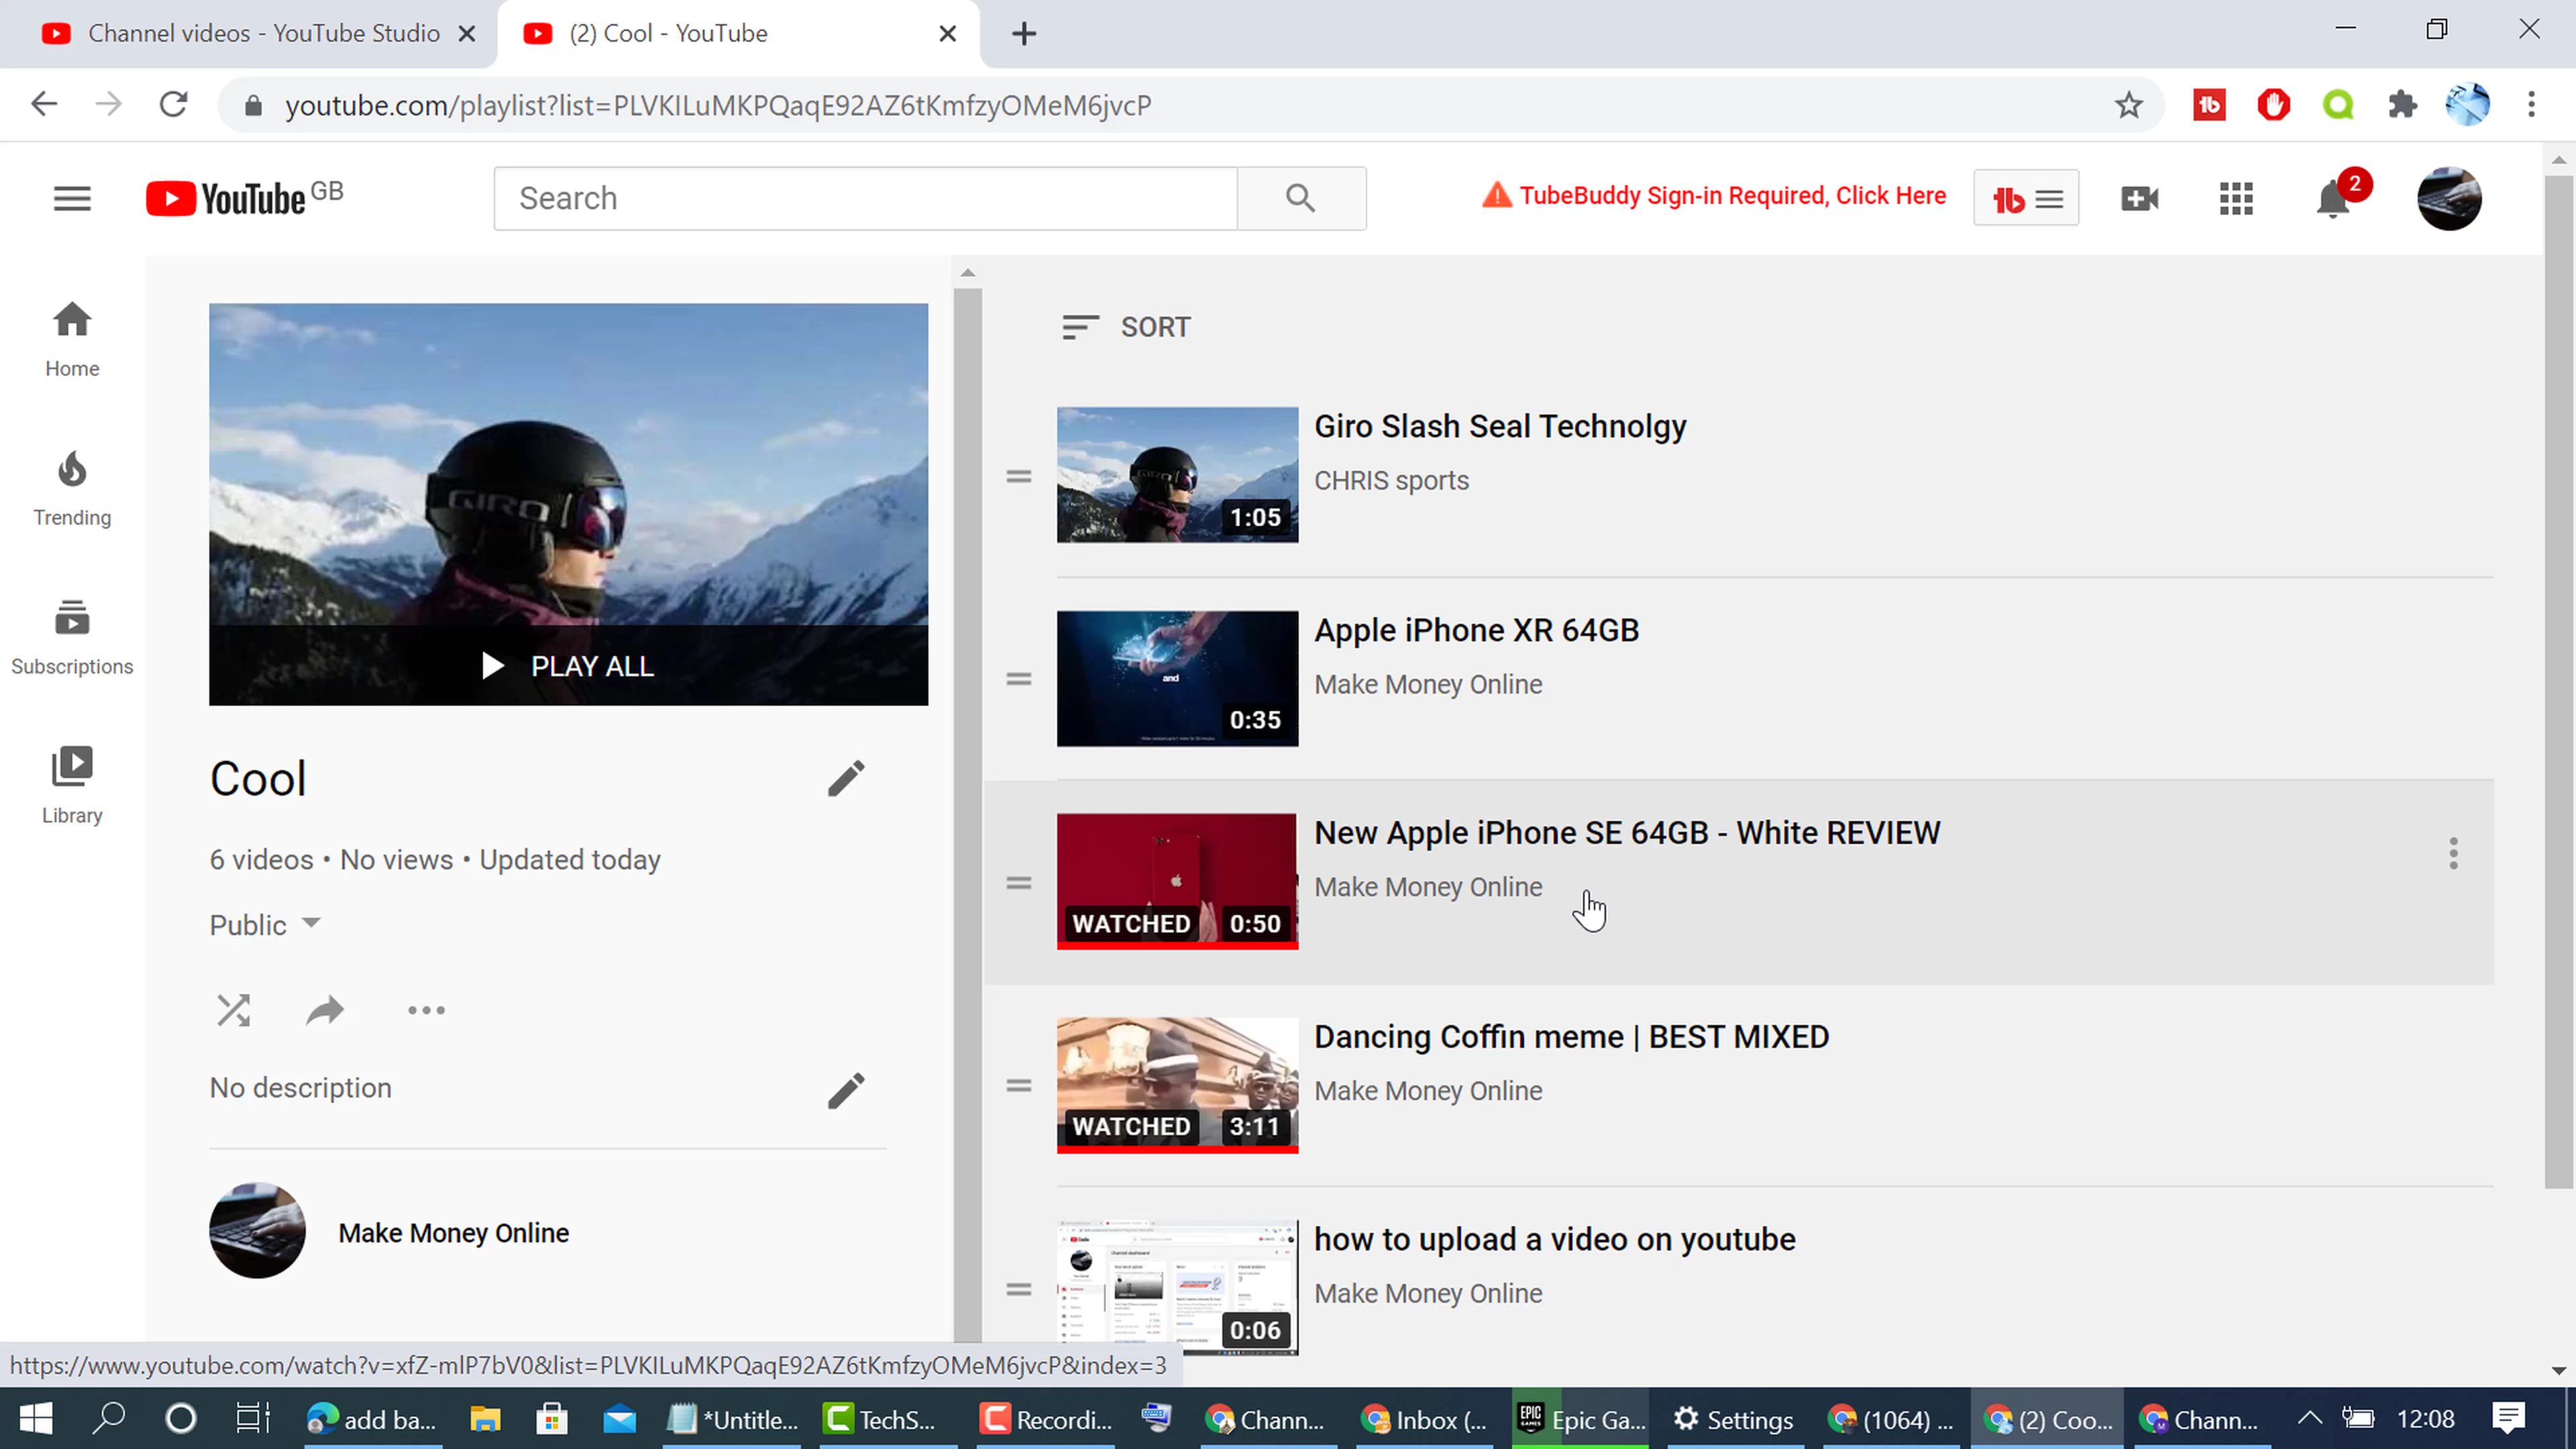 Channel videos - YouTube Studio
(2) Cool - YouTube
youtube.com/playlist?list=PLVKILuMKPQaqE92AZ6tKmfzyOMeM6jvcP
YouTube GB
Search
TubeBuddy Sign-in Required, Click Here
2
Home
Trending
Subscriptions
Library
GIRO
PLAY ALL
Cool
6 videos • No views • Updated today
Public
No description
Make Money Online
SORT
Giro Slash Seal Technolgy
CHRIS sports
1:05
Apple iPhone XR 64GB
Make Money Online
and
0:35
New Apple iPhone SE 64GB - White REVIEW
Make Money Online
WATCHED 0:50
Dancing Coffin meme | BEST MIXED
Make Money Online
WATCHED 3:11
how to upload a video on youtube
Make Money Online
Channel dashboard
0:06
https://www.youtube.com/watch?v=xfZ-mlP7bV0&list=PLVKILuMKPQaqE92AZ6tKmfzyOMeM6jvcP&index=3
add ba...
*Untitle...
TechS...
Recordi...
Chann...
Inbox (...
EPIC GAMES
Epic Ga...
Settings
(1064) ...
(2) Coo...
Chann...
12:08